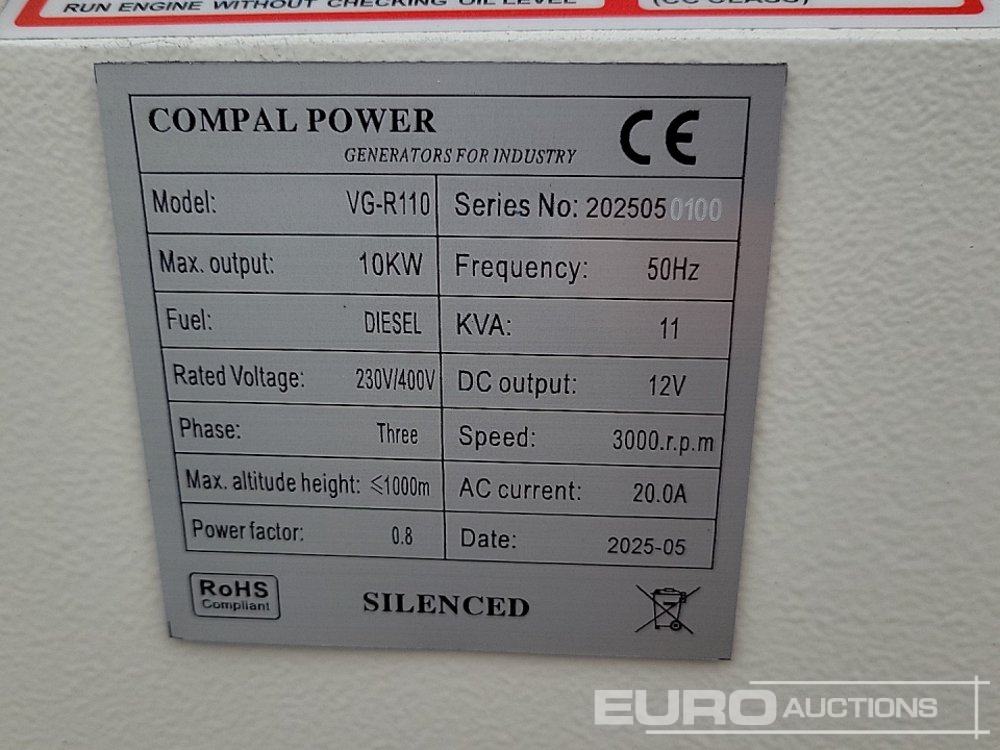 RUN ENGINE WITHOUT CHECKING OIL LEVEL
(CC CLASS)
COMPAL POWER
GENERATORS FOR INDUSTRY
CE
Model: VG-R110 Series No: 2025050100
Max. output: 10KW Frequency: 50Hz
Fuel: DIESEL KVA: 11
Rated Voltage: 230V/400V DC output: 12V
Phase: Three Speed: 3000.r.p.m
Max. altitude height: ≤1000m AC current: 20.0A
Power factor: 0.8 Date: 2025-05
RoHS
Compliant
SILENCED
EURO AUCTIONS